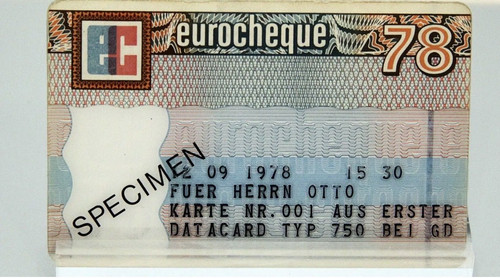 ec eurocheque 78
eurocheque
SPECIMEN
09 1978 15 30
FUER HERRN OTTO
KARTE NR.001 AUS ERSTER
DATACARD TYP 750 BEI GD